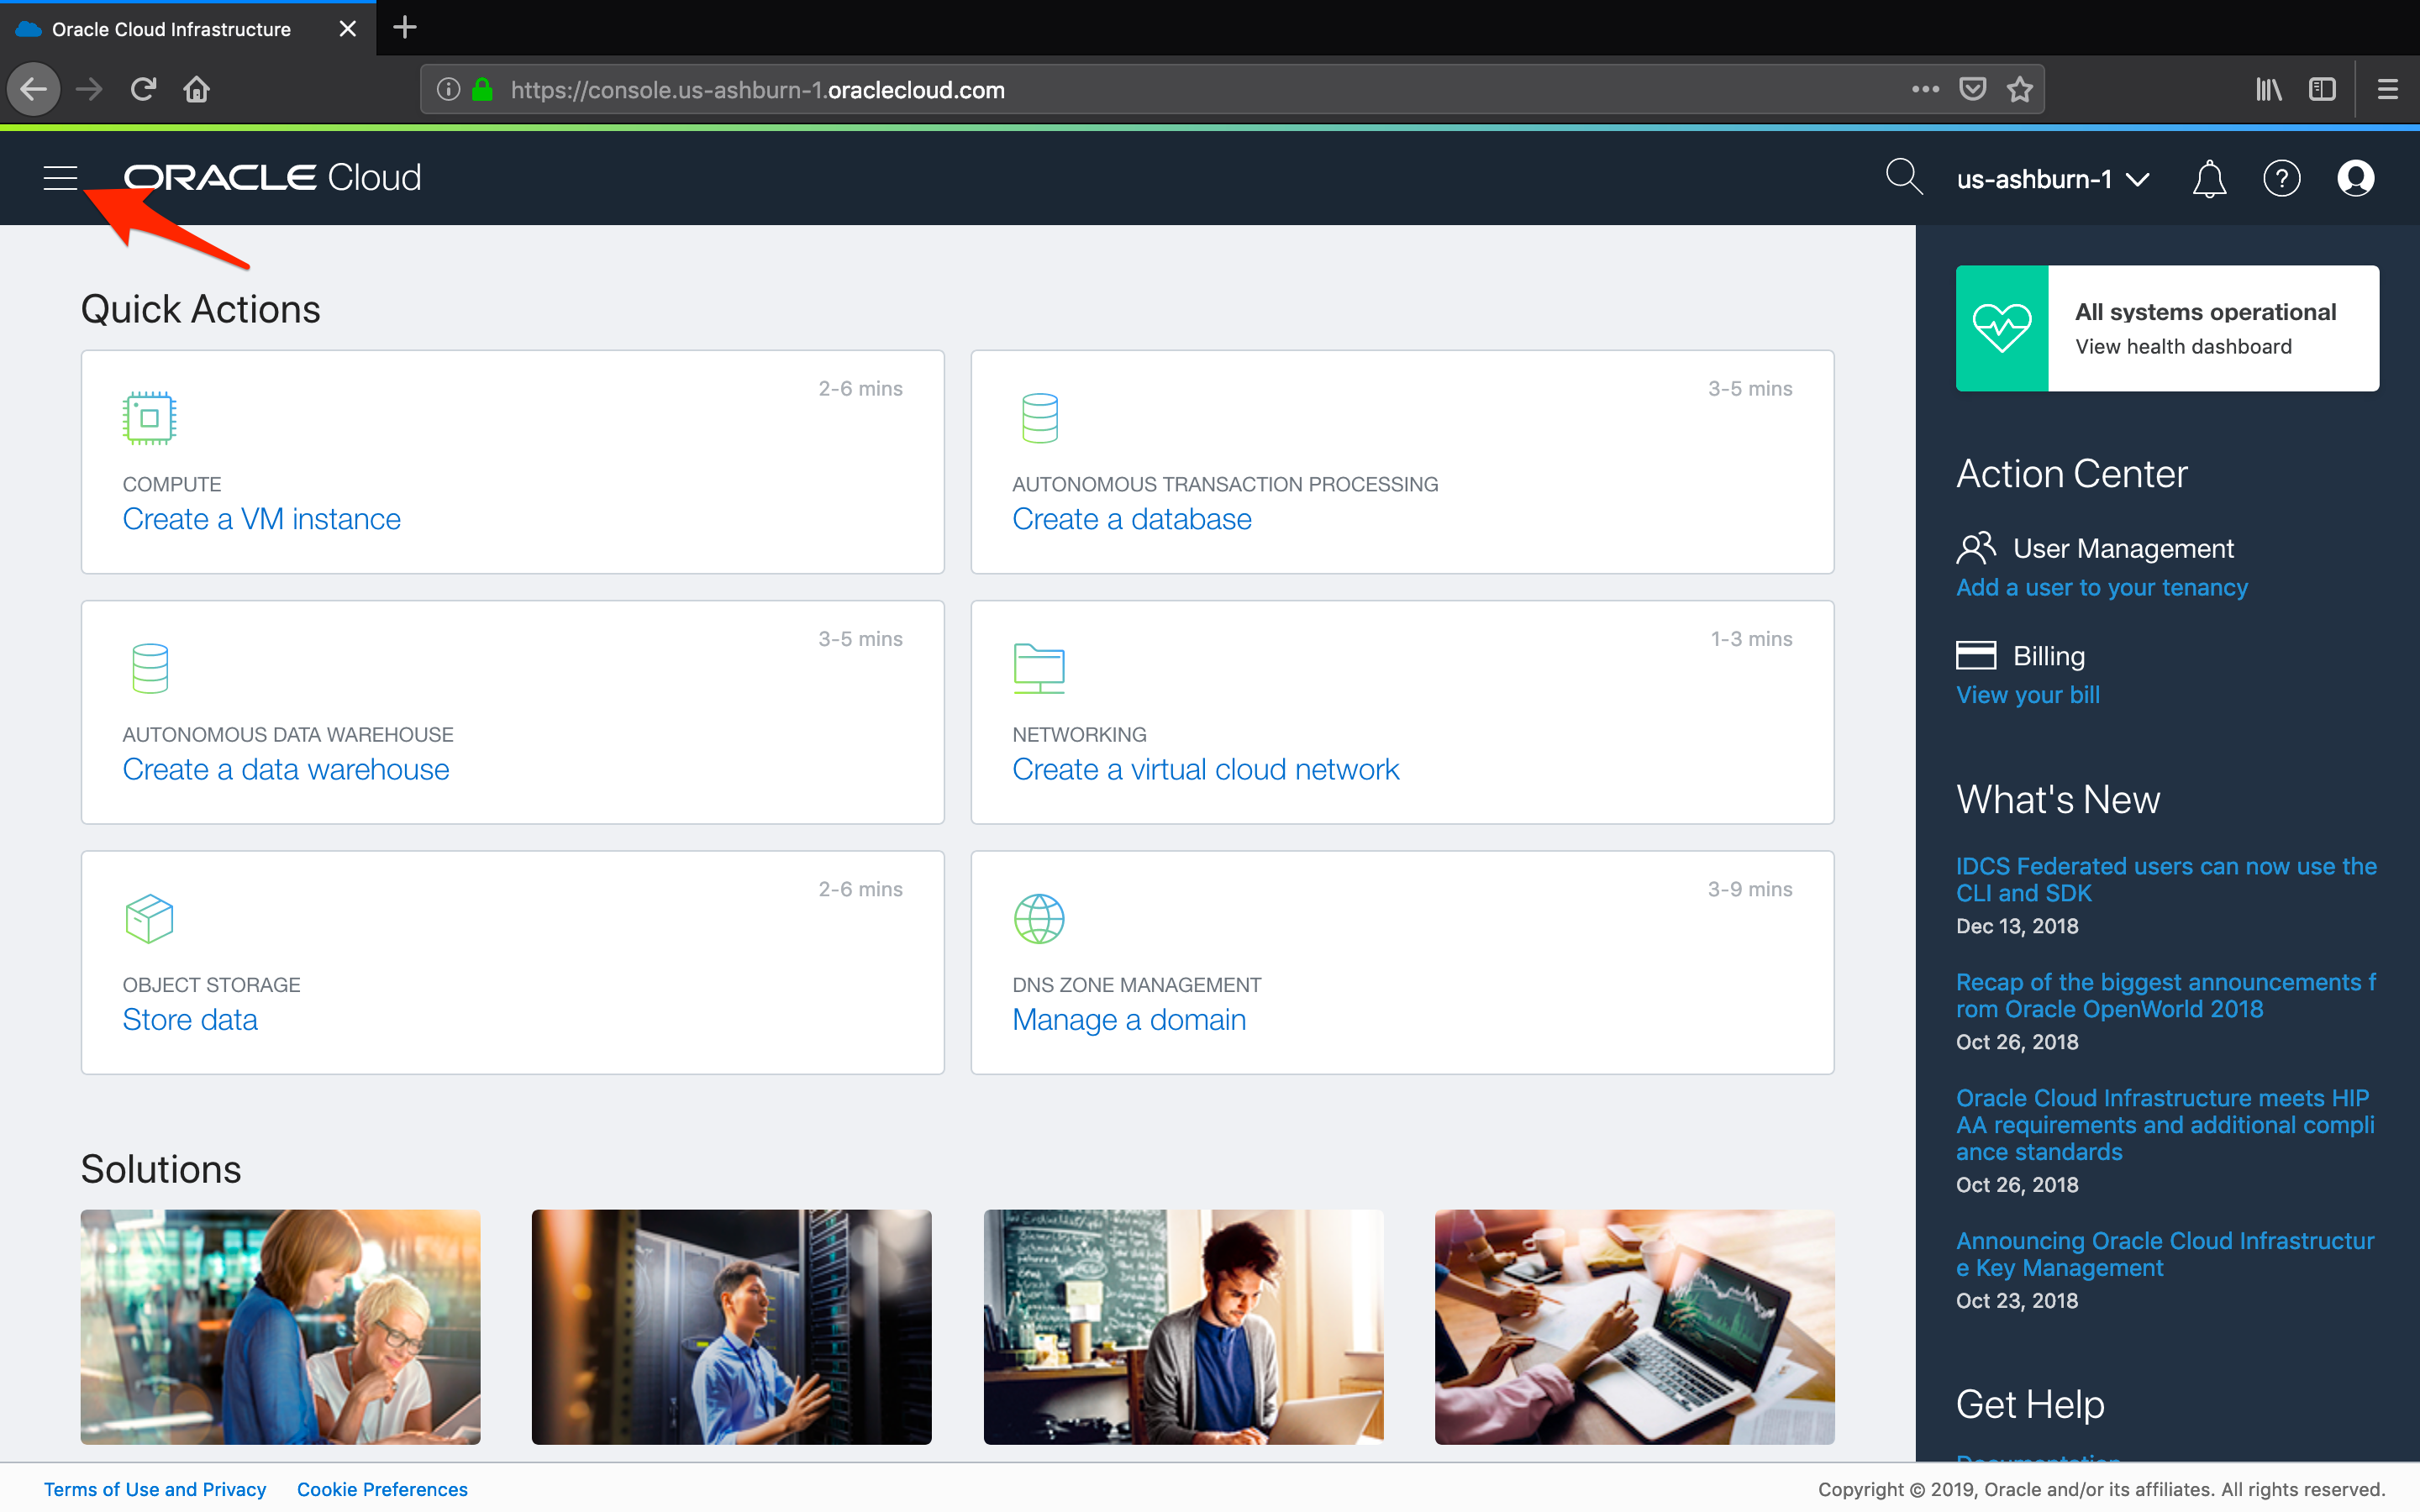 Oracle Cloud Infrastructure
https://console.us-ashburn-1.oraclecloud.com
ORACLE Cloud
us-ashburn-1
Quick Actions
2-6 mins
COMPUTE
Create a VM instance
3-5 mins
AUTONOMOUS TRANSACTION PROCESSING
Create a database
3-5 mins
AUTONOMOUS DATA WAREHOUSE
Create a data warehouse
1-3 mins
NETWORKING
Create a virtual cloud network
2-6 mins
OBJECT STORAGE
Store data
3-9 mins
DNS ZONE MANAGEMENT
Manage a domain
Solutions
All systems operational
View health dashboard
Action Center
User Management
Add a user to your tenancy
Billing
View your bill
What's New
IDCS Federated users can now use the
CLI and SDK
Dec 13, 2018
Recap of the biggest announcements f
rom Oracle OpenWorld 2018
Oct 26, 2018
Oracle Cloud Infrastructure meets HIP
AA requirements and additional compli
ance standards
Oct 26, 2018
Announcing Oracle Cloud Infrastructur
e Key Management
Oct 23, 2018
Get Help
Documentation
Terms of Use and Privacy
Cookie Preferences
Copyright © 2019, Oracle and/or its affiliates. All rights reserved.